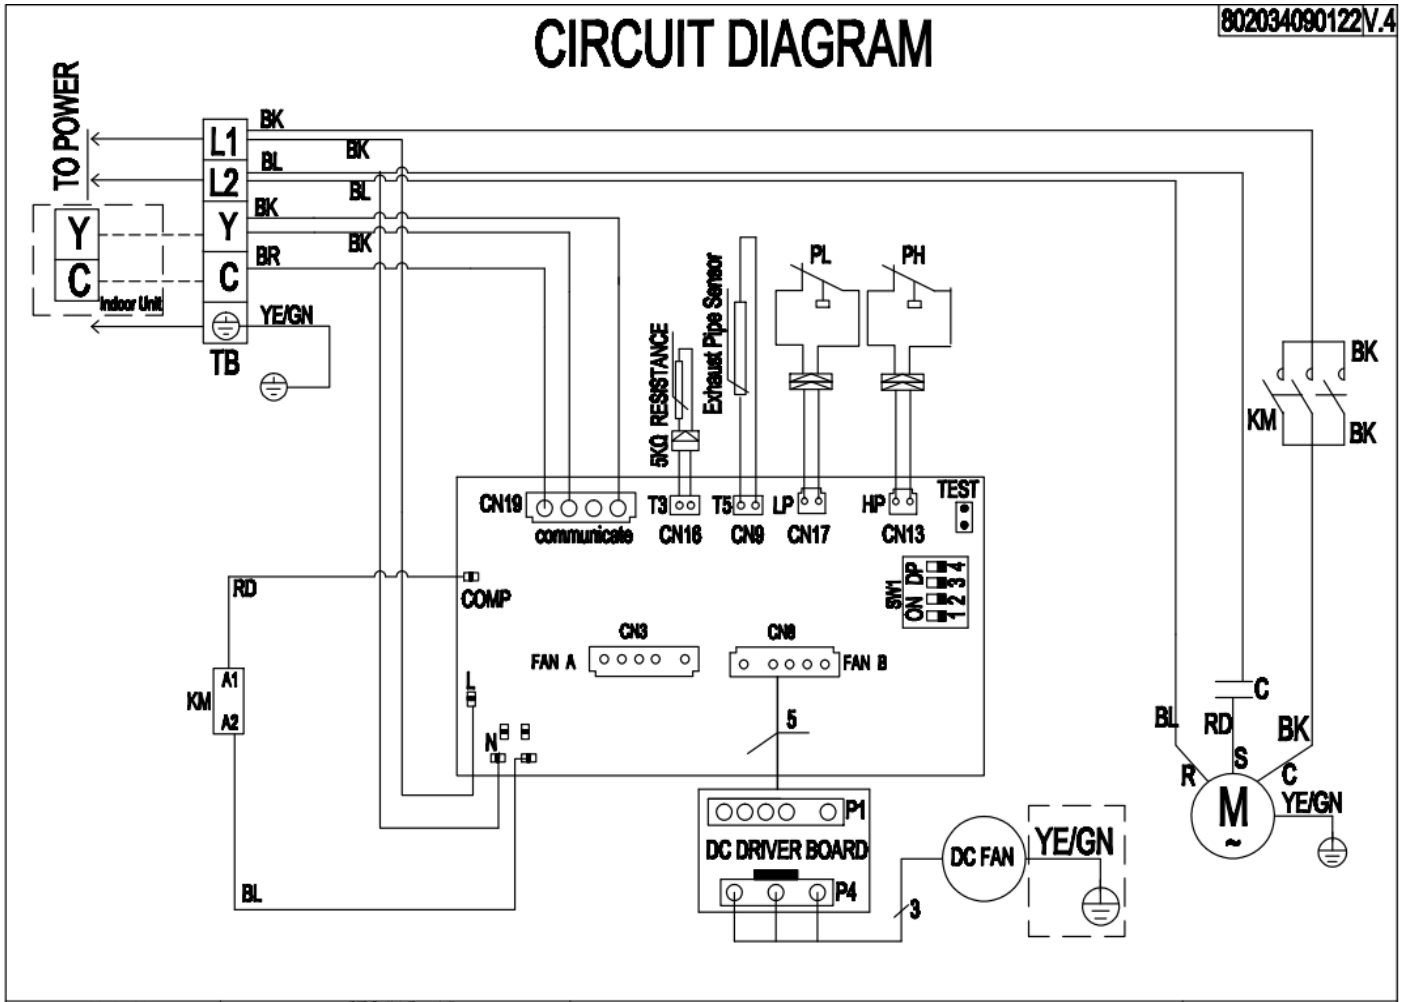 CIRCUIT DIAGRAM
802034090122 V.4
TO POWER
L1
L2
Y
C
TB
BK
BK
BL
BL
BK
BK
BR
YE/GN
Y
C
Indoor Unit
5KΩ RESISTANCE
Exhaust Pipe Sensor
PL
PH
KM
BK
BK
CN19
communicate
T3
CN16
T5
CN9
LP
CN17
HP
CN13
TEST
SW1
ON DP
1 2 3 4
COMP
RD
KM
A1
A2
BL
CN3
FAN A
CN8
FAN B
L
N
5
P1
DC DRIVER BOARD
P4
3
DC FAN
YE/GN
C
BL
RD
BK
R
S
C
M
~
YE/GN